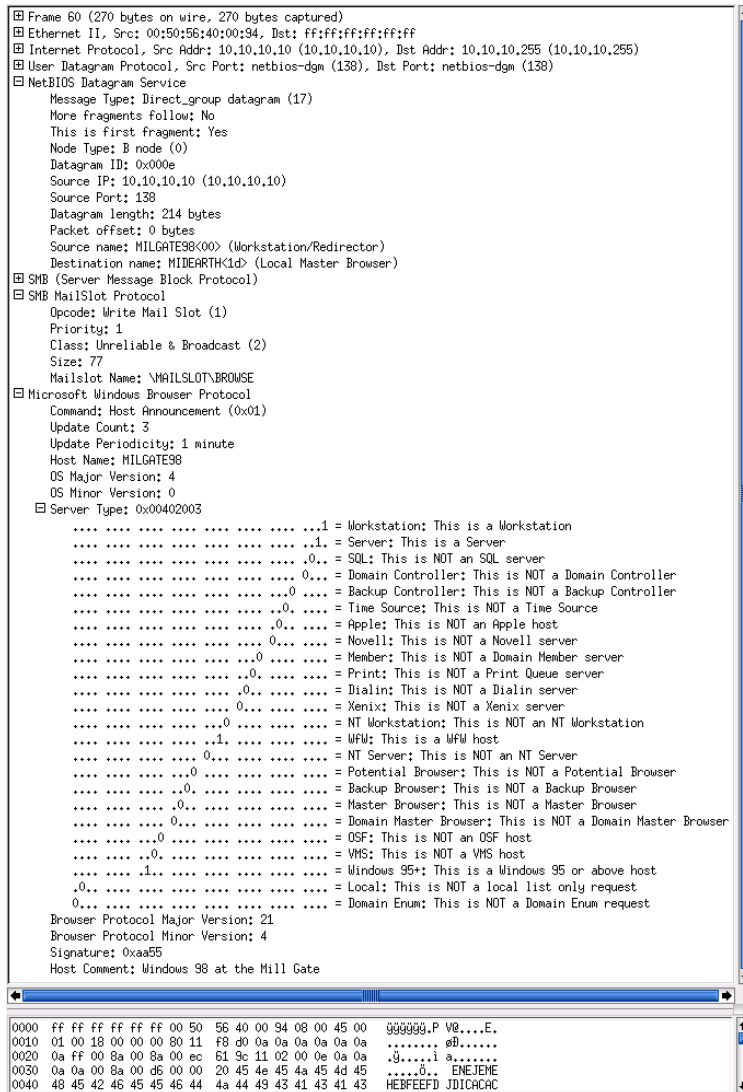 Frame 60 (270 bytes on wire, 270 bytes captured)
Ethernet II, Src: 00:50:56:40:00:94, Dst: ff:ff:ff:ff:ff:ff
Internet Protocol, Src Addr: 10.10.10.10 (10.10.10.10), Dst Addr: 10.10.10.255 (10.10.10.255)
User Datagram Protocol, Src Port: netbios-dgm (138), Dst Port: netbios-dgm (138)
NetBIOS Datagram Service
Message Type: Direct_group datagram (17)
More fragments follow: No
This is first fragment: Yes
Node Type: B node (0)
Datagram ID: 0x000e
Source IP: 10.10.10.10 (10.10.10.10)
Source Port: 138
Datagram length: 214 bytes
Packet offset: 0 bytes
Source name: MILGATE98<00> (Workstation/Redirector)
Destination name: MIDEARTH<1d> (Local Master Browser)
SMB (Server Message Block Protocol)
SMB MailSlot Protocol
Opcode: Write Mail Slot (1)
Priority: 1
Class: Unreliable & Broadcast (2)
Size: 77
Mailslot Name: \MAILSLOT\BROWSE
Microsoft Windows Browser Protocol
Command: Host Announcement (0x01)
Update Count: 3
Update Periodicity: 1 minute
Host Name: MILGATE98
OS Major Version: 4
OS Minor Version: 0
Server Type: 0x00402003
.... .... .... .... .... .... .... ...1 = Workstation: This is a Workstation
.... .... .... .... .... .... .... ..1. = Server: This is a Server
.... .... .... .... .... .... .... .0.. = SQL: This is NOT an SQL server
.... .... .... .... .... .... .... 0... = Domain Controller: This is NOT a Domain Controller
.... .... .... .... .... .... ...0 .... = Backup Controller: This is NOT a Backup Controller
.... .... .... .... .... .... ..0. .... = Time Source: This is NOT a Time Source
.... .... .... .... .... .... .0.. .... = Apple: This is NOT an Apple host
.... .... .... .... .... .... 0... .... = Novell: This is NOT a Novell server
.... .... .... .... .... ...0 .... .... = Member: This is NOT a Domain Member server
.... .... .... .... .... ..0. .... .... = Print: This is NOT a Print Queue server
.... .... .... .... .... .0.. .... .... = Dialin: This is NOT a Dialin server
.... .... .... .... .... 0... .... .... = Xenix: This is NOT a Xenix server
.... .... .... .... ...0 .... .... .... = NT Workstation: This is NOT an NT Workstation
.... .... .... .... ..1. .... .... .... = WfW: This is a WfW host
.... .... .... .... 0... .... .... .... = NT Server: This is NOT an NT Server
.... .... .... ...0 .... .... .... .... = Potential Browser: This is NOT a Potential Browser
.... .... .... ..0. .... .... .... .... = Backup Browser: This is NOT a Backup Browser
.... .... .... .0.. .... .... .... .... = Master Browser: This is NOT a Master Browser
.... .... .... 0... .... .... .... .... = Domain Master Browser: This is NOT a Domain Master Browser
.... .... ...0 .... .... .... .... .... = OSF: This is NOT an OSF host
.... .... ..0. .... .... .... .... .... = VMS: This is NOT a VMS host
.... .... .1.. .... .... .... .... .... = Windows 95+: This is a Windows 95 or above host
.0.. .... .... .... .... .... .... .... = Local: This is NOT a local list only request
0... .... .... .... .... .... .... .... = Domain Enum: This is NOT a Domain Enum request
Browser Protocol Major Version: 21
Browser Protocol Minor Version: 4
Signature: 0xaa55
Host Comment: Windows 98 at the Mill Gate
0000 ff ff ff ff ff ff 00 50 56 40 00 94 08 00 45 00 ÿÿÿÿÿÿ.P V@....E.
0010 01 00 18 00 00 00 80 11 f8 d0 0a 0a 0a 0a 0a 0a ........ øÐ......
0020 0a ff 00 8a 00 8a 00 ec 61 9c 11 02 00 0e 0a 0a .ÿ.....ì a.......
0030 0a 0a 00 8a 00 d6 00 00 20 45 4e 45 4a 45 4d 45 .....Ö.. ENEJEME
0040 48 45 42 46 45 45 46 44 4a 44 49 43 41 43 41 43 HEBFEEFD JDICACAC